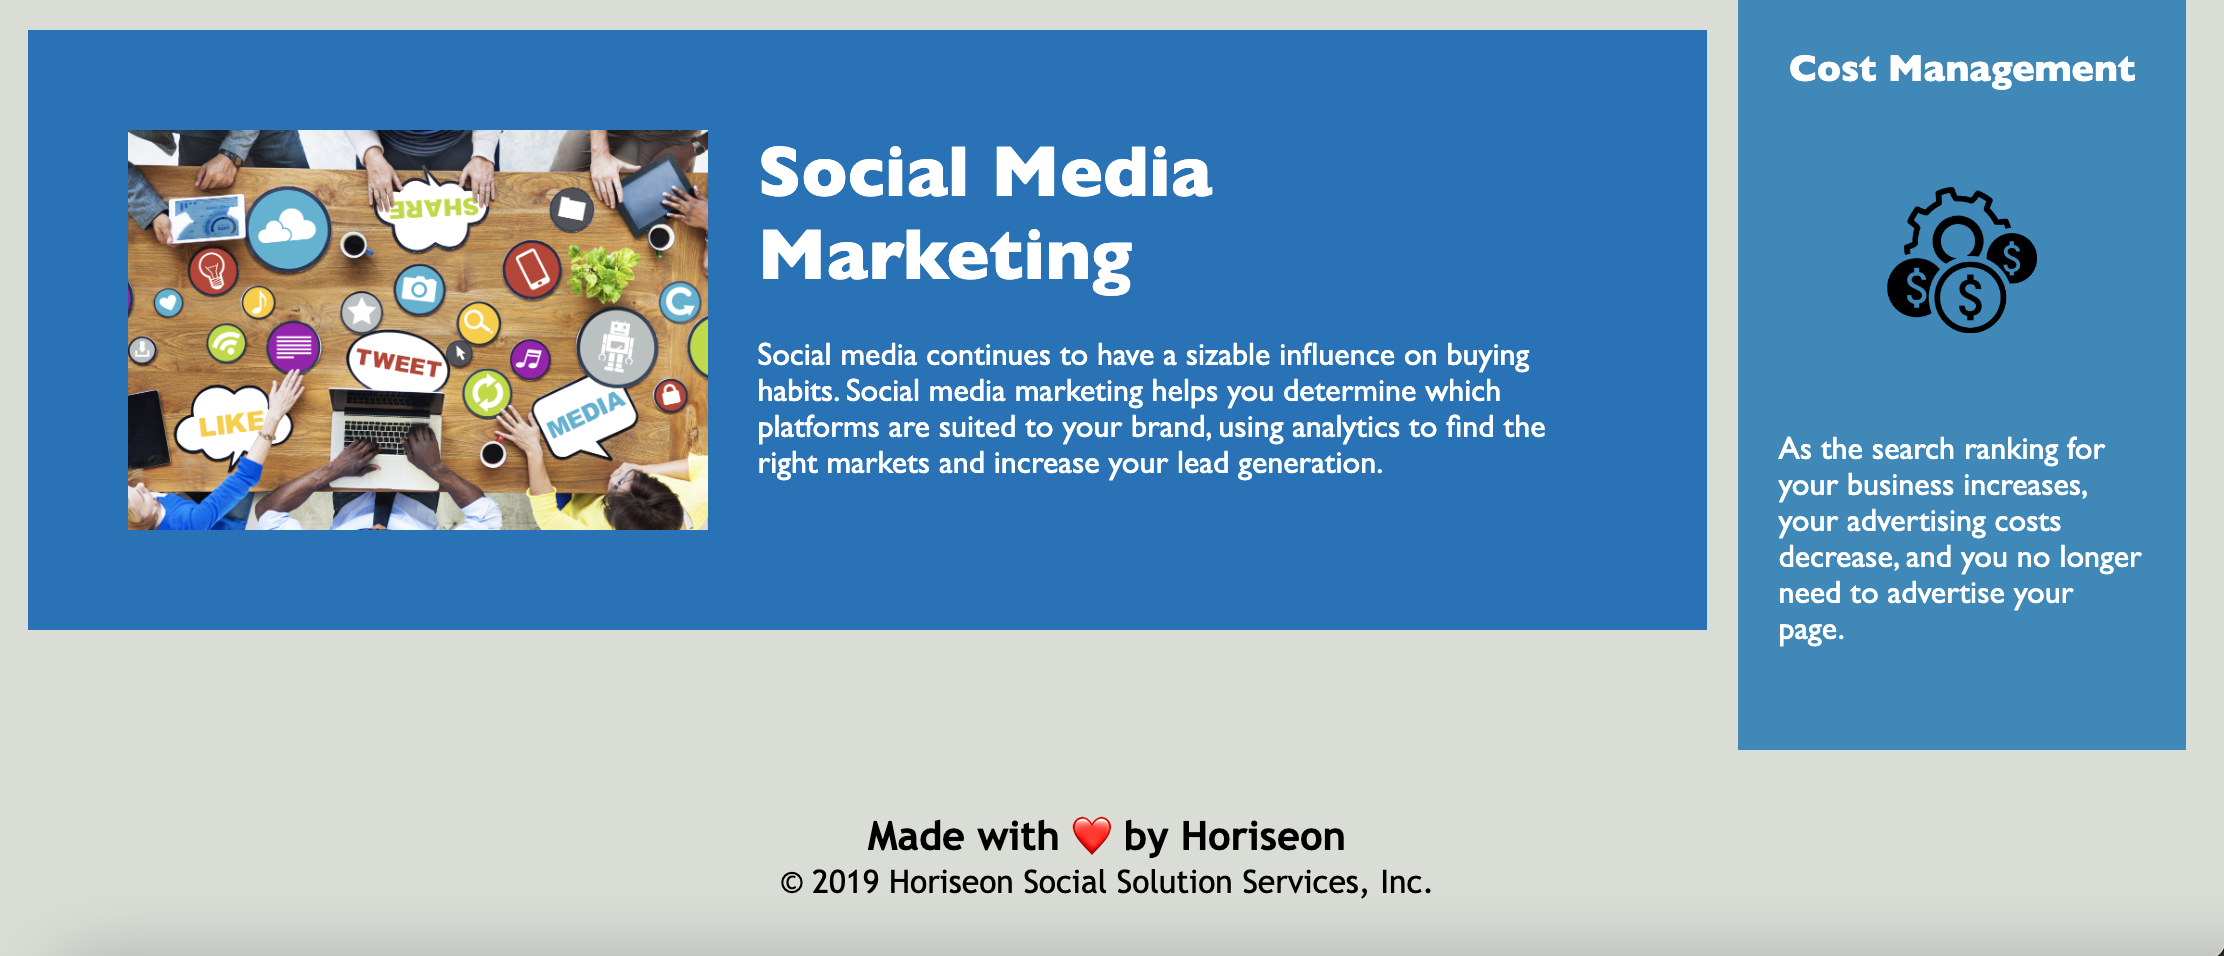 Social Media
Marketing
Social media continues to have a sizable influence on buying
habits. Social media marketing helps you determine which
platforms are suited to your brand, using analytics to find the
right markets and increase your lead generation.
SHARE
TWEET
LIKE
MEDIA
Cost Management
$
$
$
As the search ranking for
your business increases,
your advertising costs
decrease, and you no longer
need to advertise your
page.
Made with ❤️ by Horiseon
© 2019 Horiseon Social Solution Services, Inc.